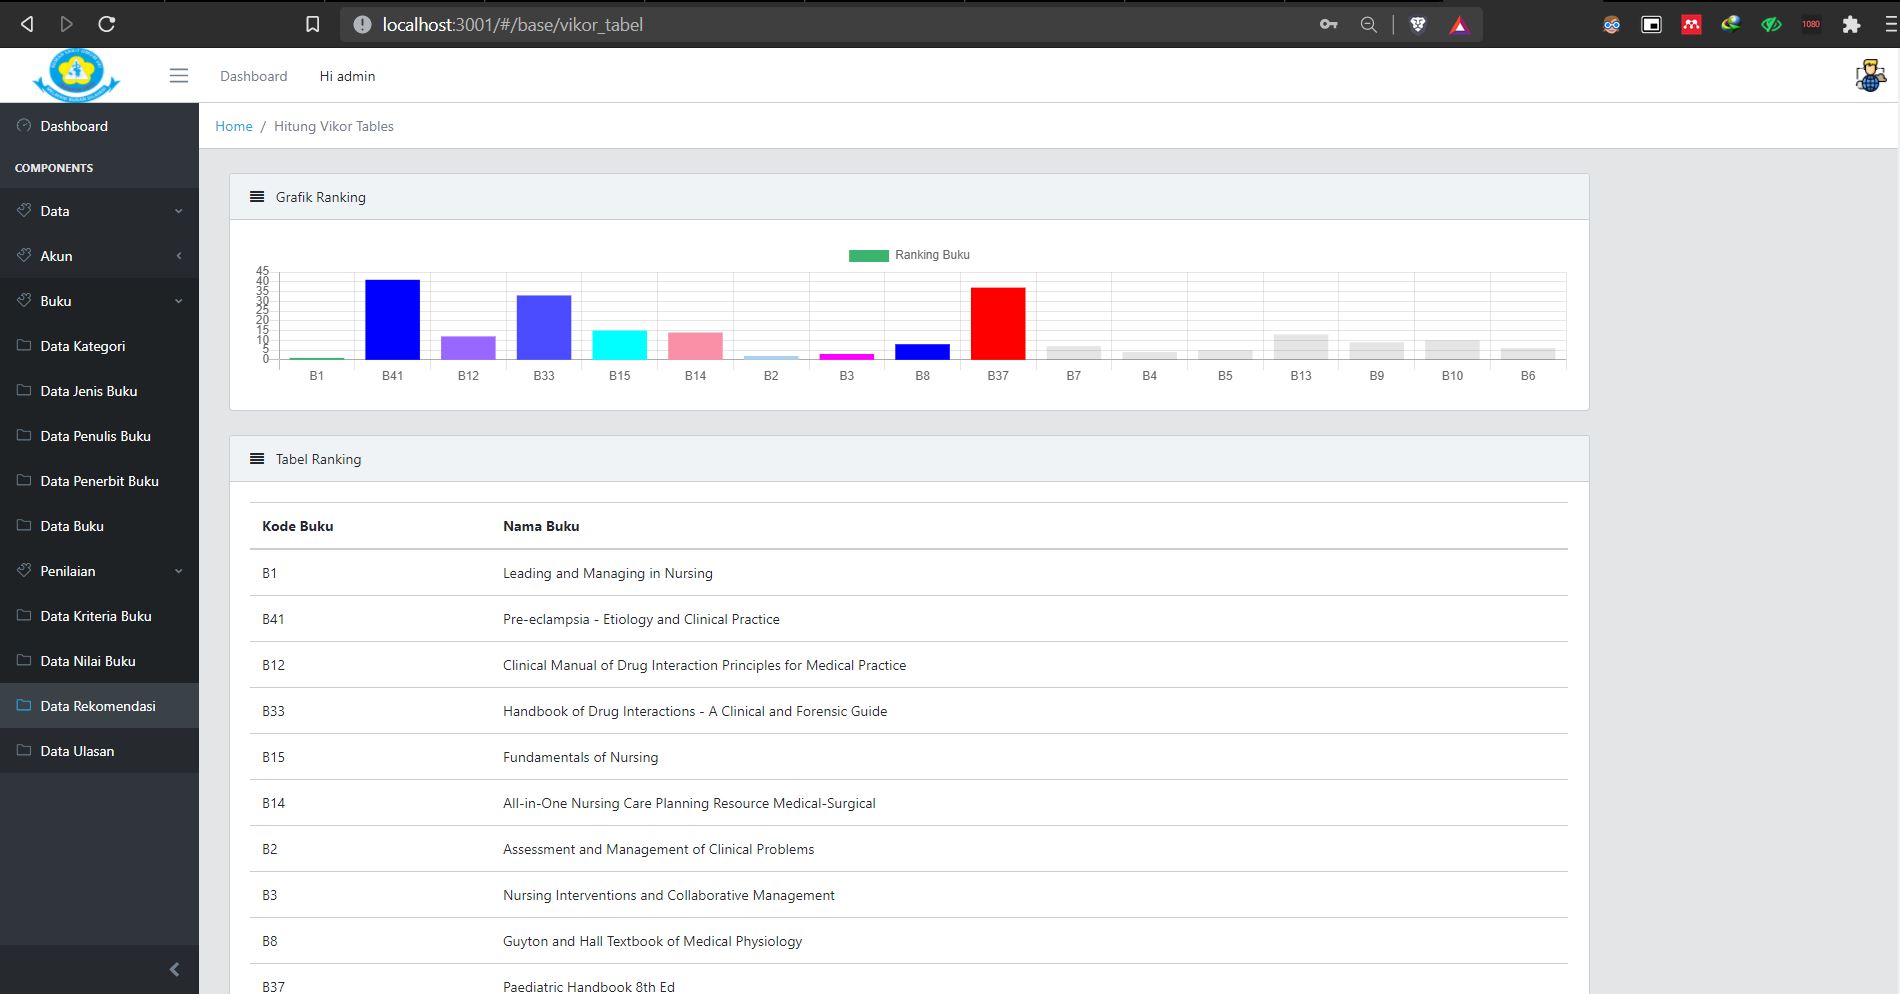 localhost:3001/#/base/vikor_tabel
1080
Dashboard
Hi admin
Dashboard
COMPONENTS
Data
Akun
Buku
Data Kategori
Data Jenis Buku
Data Penulis Buku
Data Penerbit Buku
Data Buku
Penilaian
Data Kriteria Buku
Data Nilai Buku
Data Rekomendasi
Data Ulasan
Home / Hitung Vikor Tables
Grafik Ranking
Ranking Buku
45
40
35
30
25
20
15
10
5
0
B1 B41 B12 B33 B15 B14 B2 B3 B8 B37 B7 B4 B5 B13 B9 B10 B6
Tabel Ranking
Kode Buku Nama Buku
B1 Leading and Managing in Nursing
B41 Pre-eclampsia - Etiology and Clinical Practice
B12 Clinical Manual of Drug Interaction Principles for Medical Practice
B33 Handbook of Drug Interactions - A Clinical and Forensic Guide
B15 Fundamentals of Nursing
B14 All-in-One Nursing Care Planning Resource Medical-Surgical
B2 Assessment and Management of Clinical Problems
B3 Nursing Interventions and Collaborative Management
B8 Guyton and Hall Textbook of Medical Physiology
B37 Paediatric Handbook 8th Ed